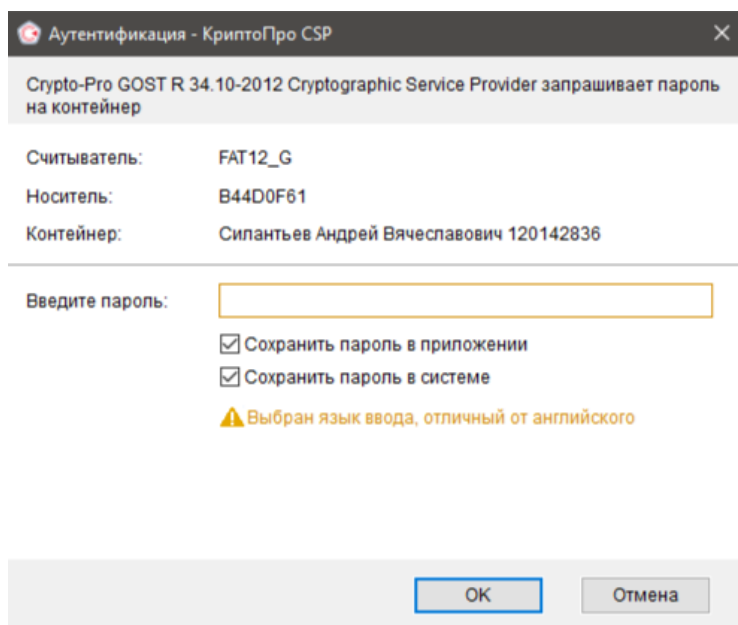 Аутентификация - КриптоПро CSP
Crypto-Pro GOST R 34.10-2012 Cryptographic Service Provider запрашивает пароль
на контейнер
Считыватель: FAT12_G
Носитель: B44D0F61
Контейнер: Силантьев Андрей Вячеславович 120142836
Введите пароль:
Сохранить пароль в приложении
Сохранить пароль в системе
Выбран язык ввода, отличный от английского
OK Отмена